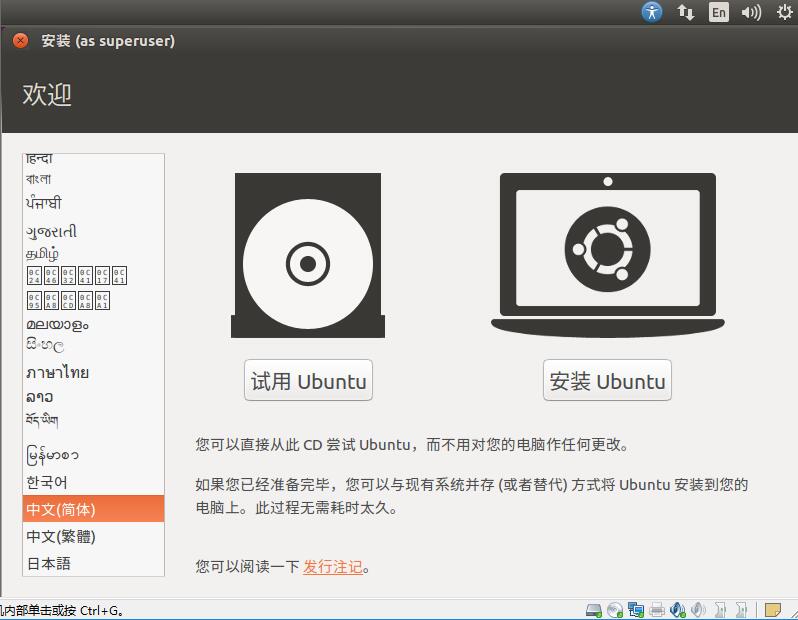 En
安装 (as superuser)
欢迎
हिन्दी
বাংলা
ਪੰਜਾਬੀ
ગુજરાતી
தமிழ்
മലയാളം
සිංහල
ภาษาไทย
ລາວ
བོད་ཡིག
မြန်မာစာ
한국어
中文(简体)
中文(繁體)
日本語
试用 Ubuntu
安装 Ubuntu
您可以直接从此 CD 尝试 Ubuntu，而不用对您的电脑作任何更改。
如果您已经准备完毕，您可以与现有系统并存 (或者替代) 方式将 Ubuntu 安装到您的
电脑上。此过程无需耗时太久。
您可以阅读一下 发行注记。
内部单击或按 Ctrl+G。